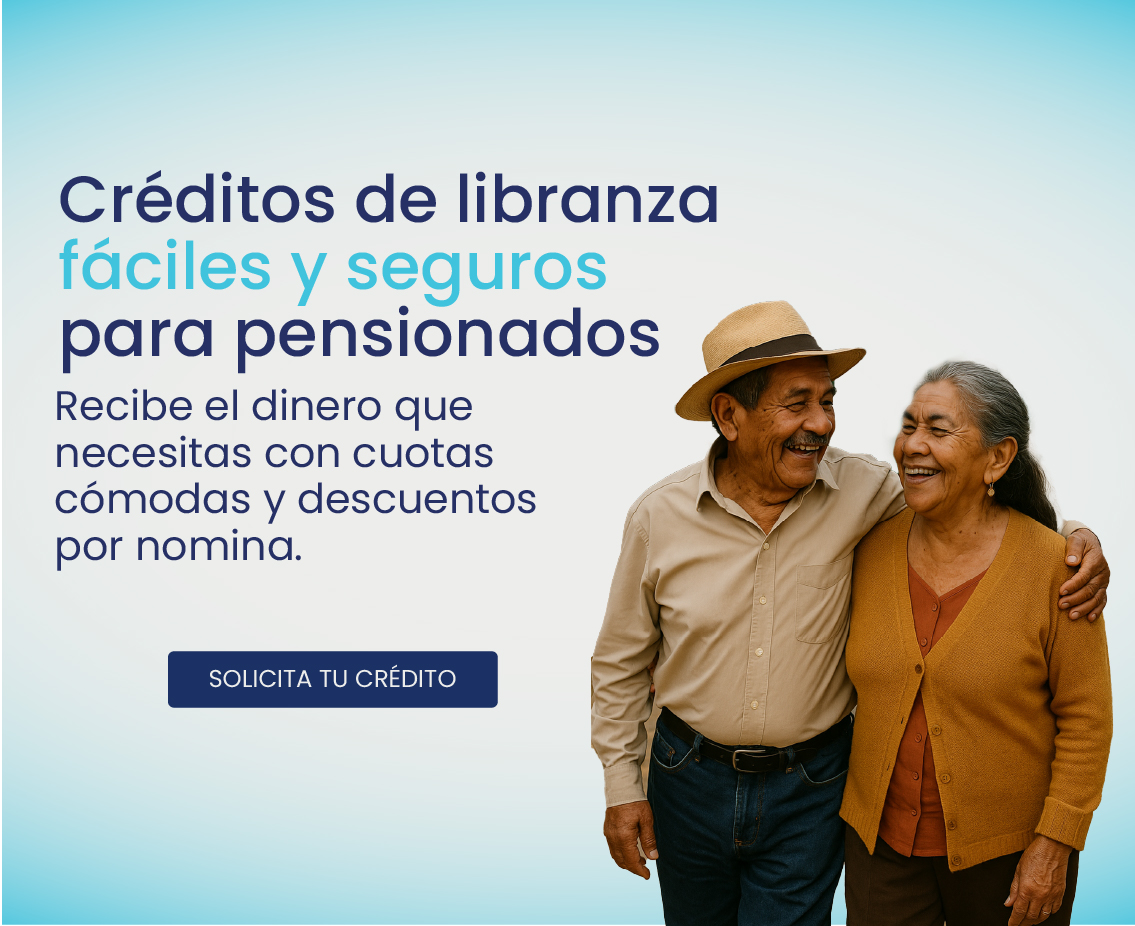 Créditos de libranza
fáciles y seguros
para pensionados
Recibe el dinero que
necesitas con cuotas
cómodas y descuentos
por nomina.
SOLICITA TU CRÉDITO